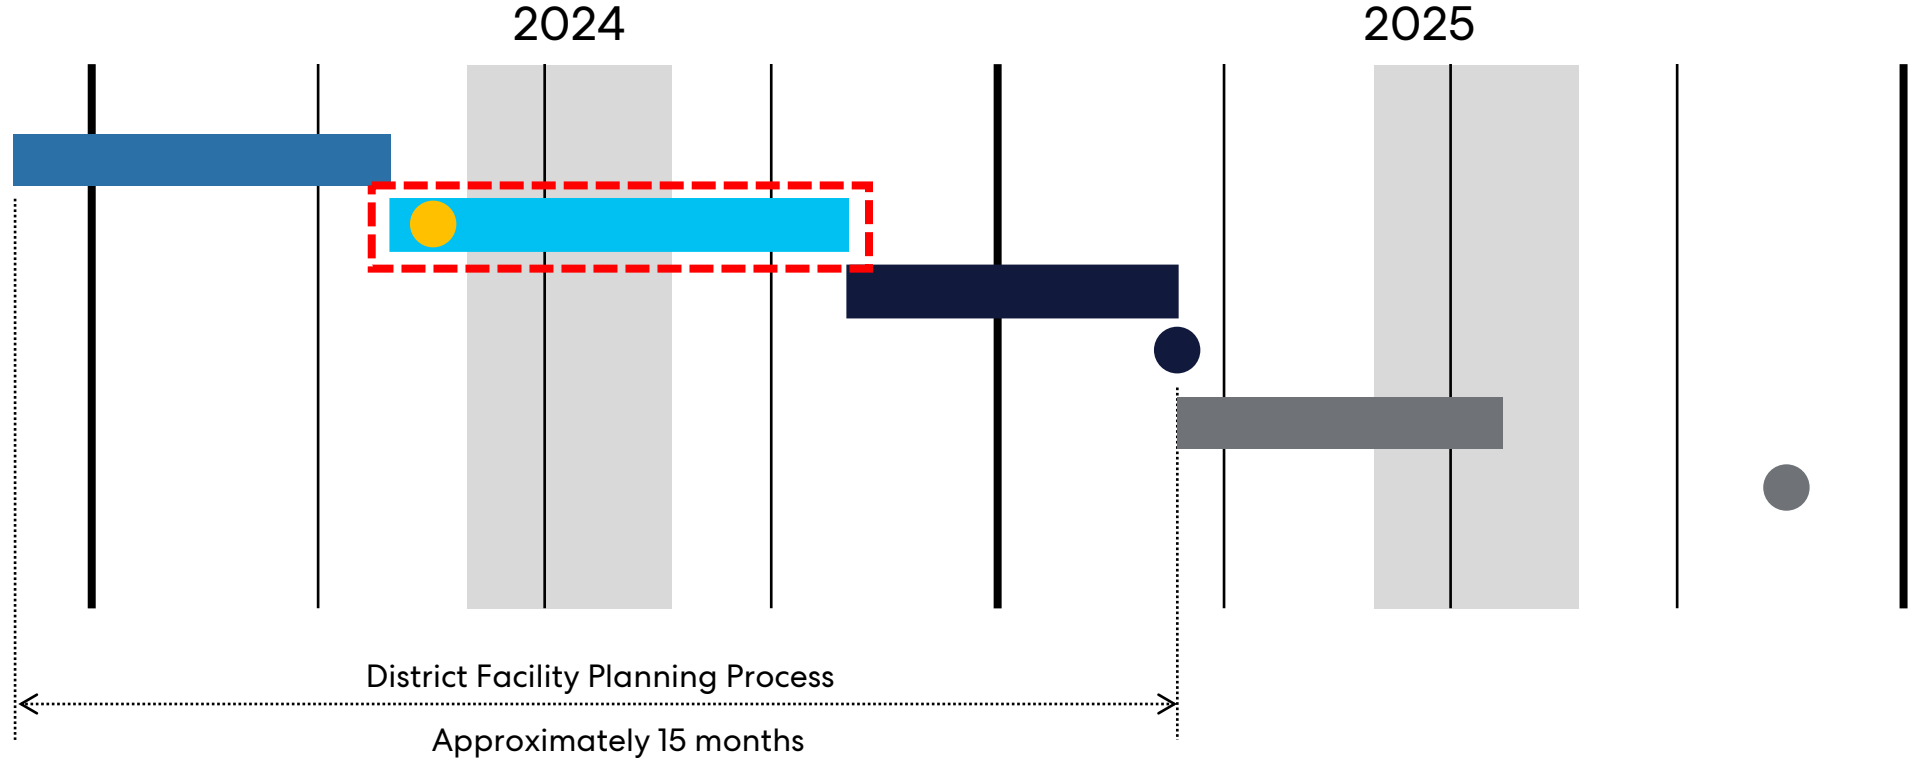 2024
2025
District Facility Planning Process
Approximately 15 months